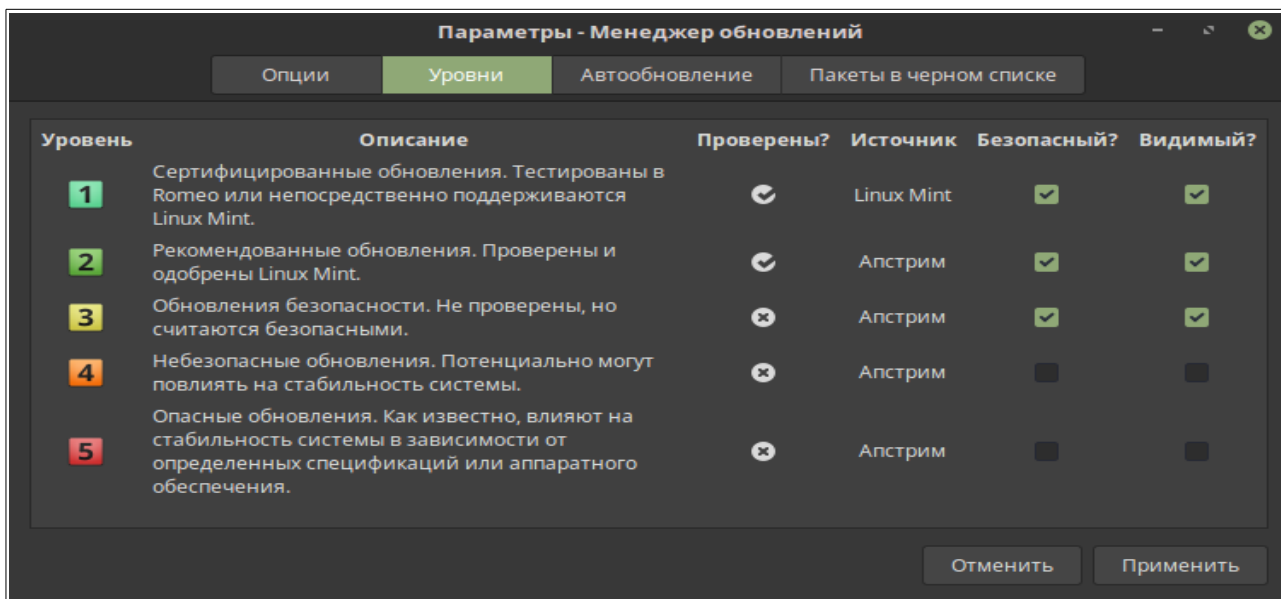 Параметры - Менеджер обновлений
Опции Уровни Автообновление Пакеты в черном списке
Уровень Описание Проверены? Источник Безопасный? Видимый?
Сертифицированные обновления. Тестированы в
1 Romeo или непосредственно поддерживаются Linux Mint
Linux Mint.
2 Рекомендованные обновления. Проверены и Апстрим
одобрены Linux Mint.
3 Обновления безопасности. Не проверены, но Апстрим
считаются безопасными.
4 Небезопасные обновления. Потенциально могут Апстрим
повлиять на стабильность системы.
Опасные обновления. Как известно, влияют на
5 стабильность системы в зависимости от Апстрим
определенных спецификаций или аппаратного
обеспечения.
Отменить Применить